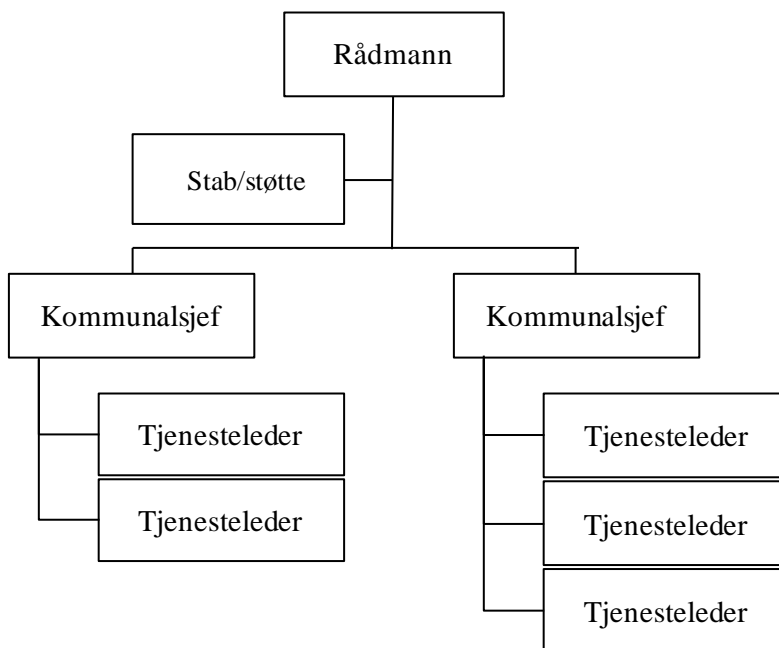 Rådmann
Stab/støtte
Kommunalsjef
Kommunalsjef
Tjenesteleder
Tjenesteleder
Tjenesteleder
Tjenesteleder
Tjenesteleder